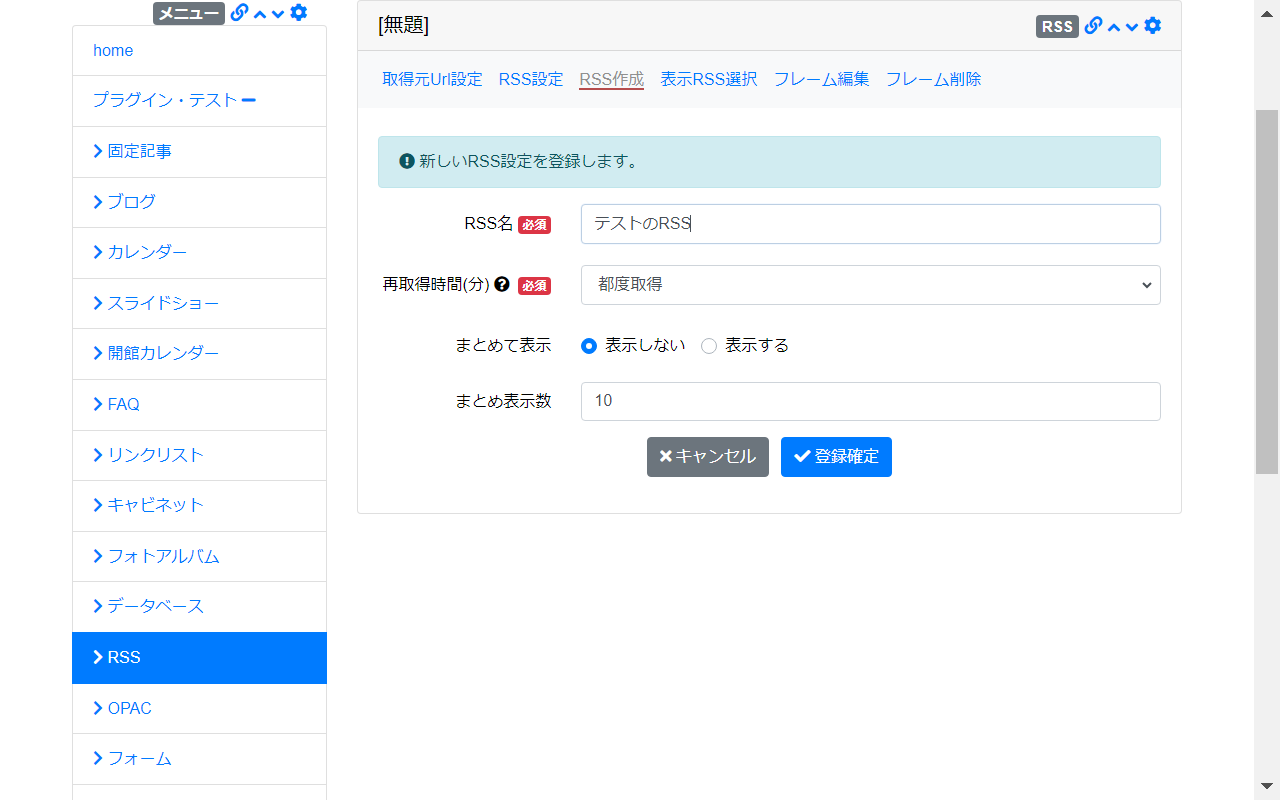 メニュー
home
プラグイン・テスト
固定記事
ブログ
カレンダー
スライドショー
開館カレンダー
FAQ
リンクリスト
キャビネット
フォトアルバム
データベース
RSS
OPAC
フォーム
[無題]
RSS
取得元Url設定 RSS設定 RSS作成 表示RSS選択 フレーム編集 フレーム削除
新しいRSS設定を登録します。
RSS名 必須 テストのRSS
再取得時間(分) 必須 都度取得
まとめて表示 表示しない 表示する
まとめ表示数 10
キャンセル 登録確定